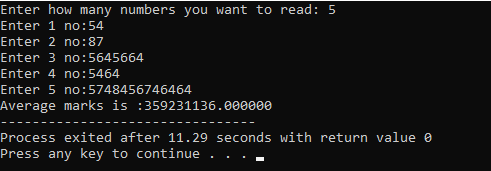 Enter how many numbers you want to read: 5
Enter 1 no:54
Enter 2 no:87
Enter 3 no:5645664
Enter 4 no:5464
Enter 5 no:5748456746464
Average marks is :359231136.000000
--------------------------------
Process exited after 11.29 seconds with return value 0
Press any key to continue . . .